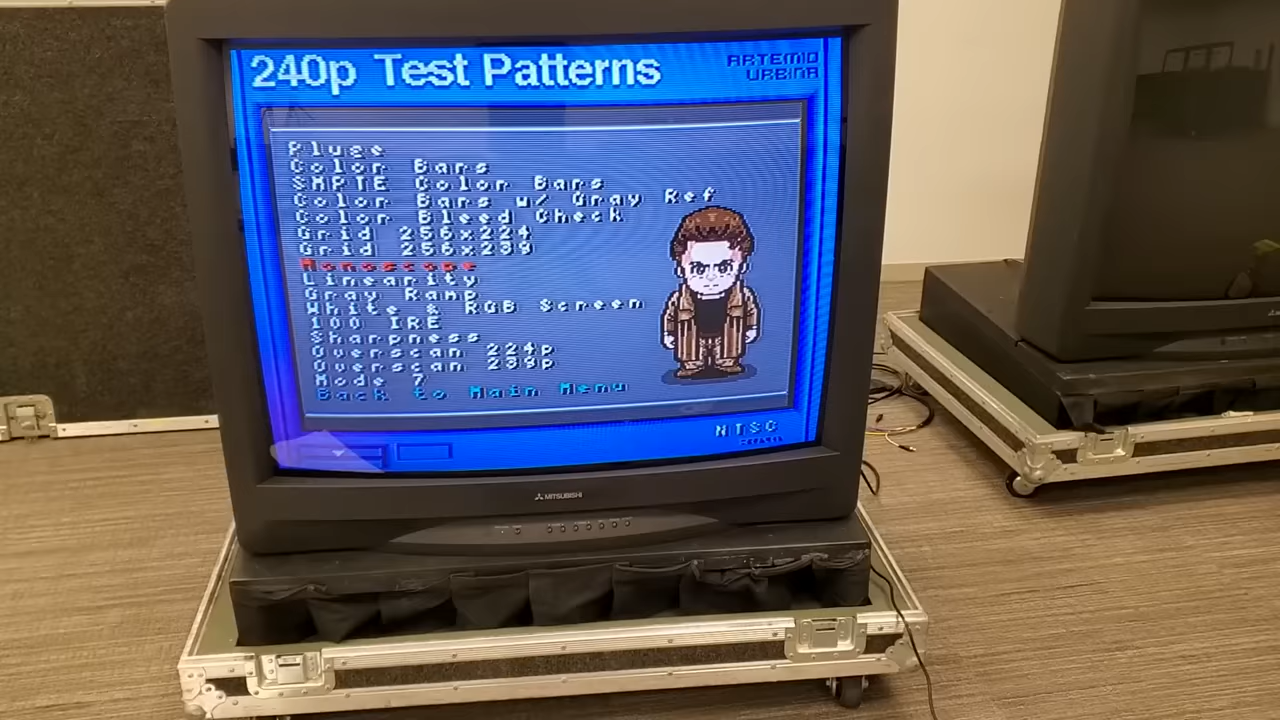 240p Test Patterns
ARTEMIO
URBINA
Pluge
Color Bars
SMPTE Color Bars
Color Bars w/ Gray Ref
Color Bleed Check
Grid 256x224
Grid 256x239
Monoscope
Linearity
Gray Ramp
White & RGB Screen
100 IRE
Sharpness
Overscan 224p
Overscan 239p
Mode 7
Back to Main Menu
NTSC
MITSUBISHI